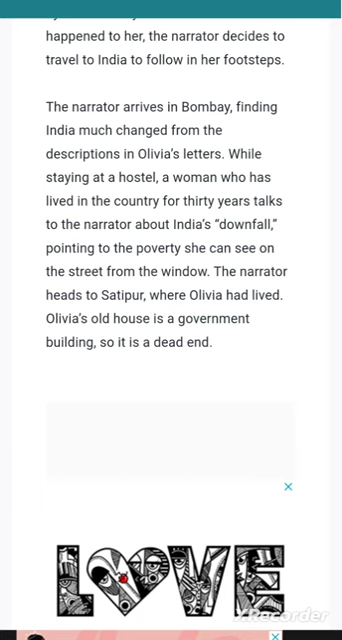 happened to her, the narrator decides to
travel to India to follow in her footsteps.
The narrator arrives in Bombay, finding
India much changed from the
descriptions in Olivia’s letters. While
staying at a hostel, a woman who has
lived in the country for thirty years talks
to the narrator about India’s “downfall,”
pointing to the poverty she can see on
the street from the window. The narrator
heads to Satipur, where Olivia had lived.
Olivia’s old house is a government
building, so it is a dead end.
LOVE
XRecorder